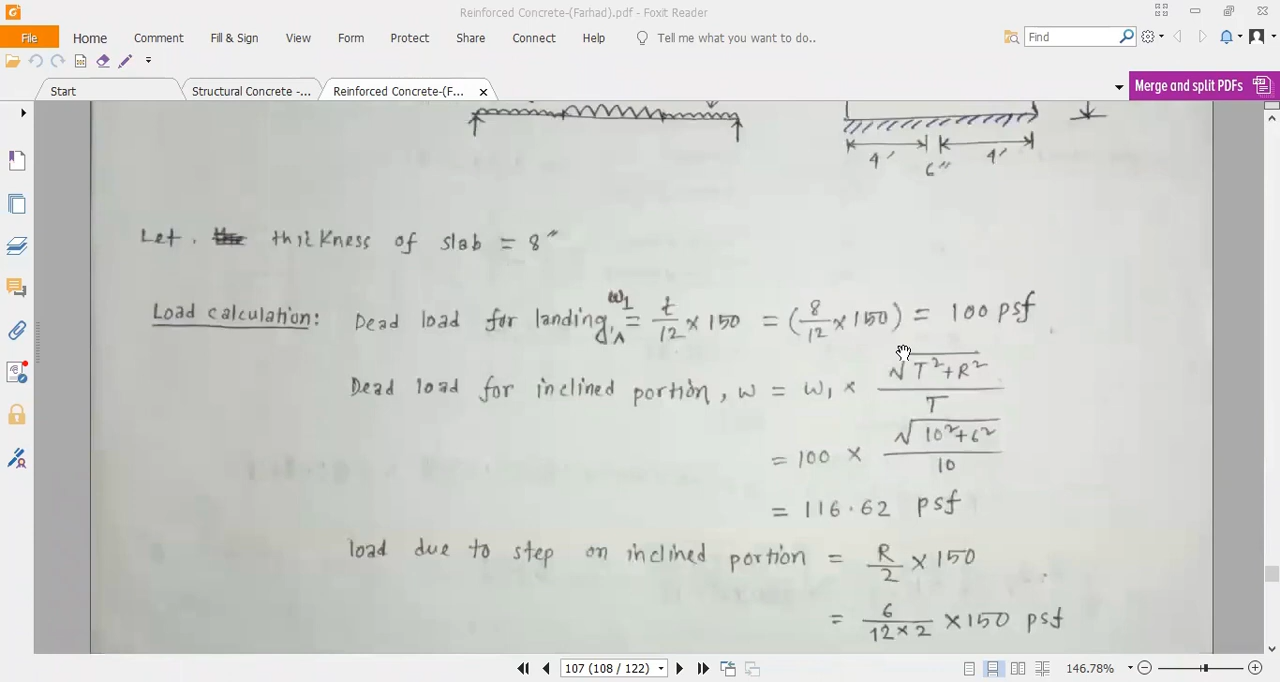 Reinforced Concrete-(Farhad).pdf - Foxit Reader
File Home Comment Fill & Sign View Form Protect Share Connect Help Tell me what you want to do.. Find
Start Structural Concrete -... Reinforced Concrete-(F... Merge and split PDFs
4' 6" 4'
Let. thickness of slab = 8"
Load calculation: Dead load for landing, w₁ = t/12 × 150 = (8/12 × 150) = 100 psf
Dead load for inclined portion, w = w₁ × √T²+R² / T
= 100 × √10²+6² / 10
= 116.62 psf
load due to step on inclined portion = R/2 × 150
= 6/12×2 × 150 psf
107 (108 / 122) 146.78%